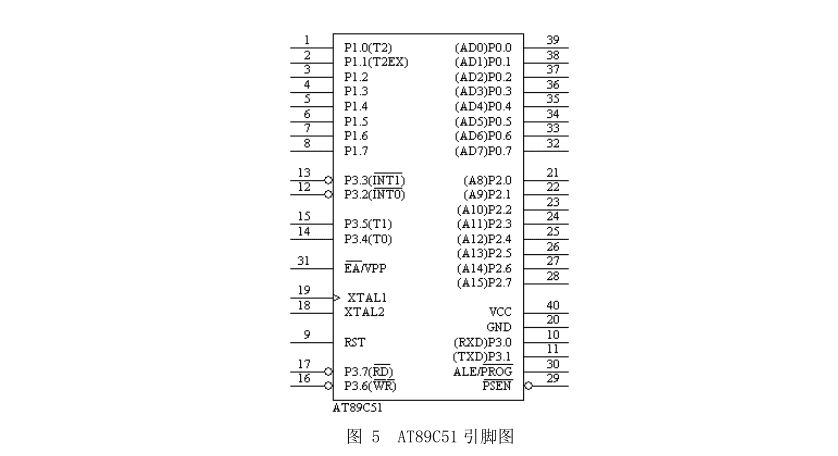 1 P1.0(T2) (AD0)P0.0 39
2 P1.1(T2EX) (AD1)P0.1 38
3 P1.2 (AD2)P0.2 37
4 P1.3 (AD3)P0.3 36
5 P1.4 (AD4)P0.4 35
6 P1.5 (AD5)P0.5 34
7 P1.6 (AD6)P0.6 33
8 P1.7 (AD7)P0.7 32
13 P3.3(INT1) (A8)P2.0 21
12 P3.2(INT0) (A9)P2.1 22
(A10)P2.2 23
15 P3.5(T1) (A11)P2.3 24
14 P3.4(T0) (A12)P2.4 25
(A13)P2.5 26
31 EA/VPP (A14)P2.6 27
(A15)P2.7 28
19 XTAL1
18 XTAL2 VCC 40
GND 20
9 RST (RXD)P3.0 10
(TXD)P3.1 11
17 P3.7(RD) ALE/PROG 30
16 P3.6(WR) PSEN 29
AT89C51
图 5 AT89C51引脚图